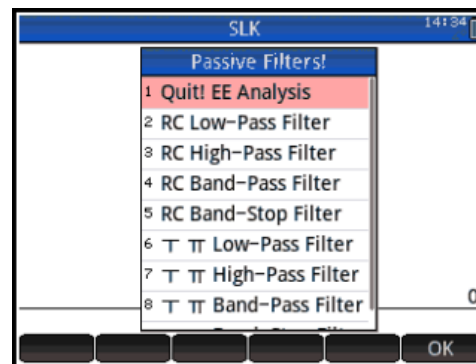 SLK
14:34
Passive Filters!
1 Quit! EE Analysis
2 RC Low-Pass Filter
3 RC High-Pass Filter
4 RC Band-Pass Filter
5 RC Band-Stop Filter
6 T π Low-Pass Filter
7 T π High-Pass Filter
8 T π Band-Pass Filter
0
OK